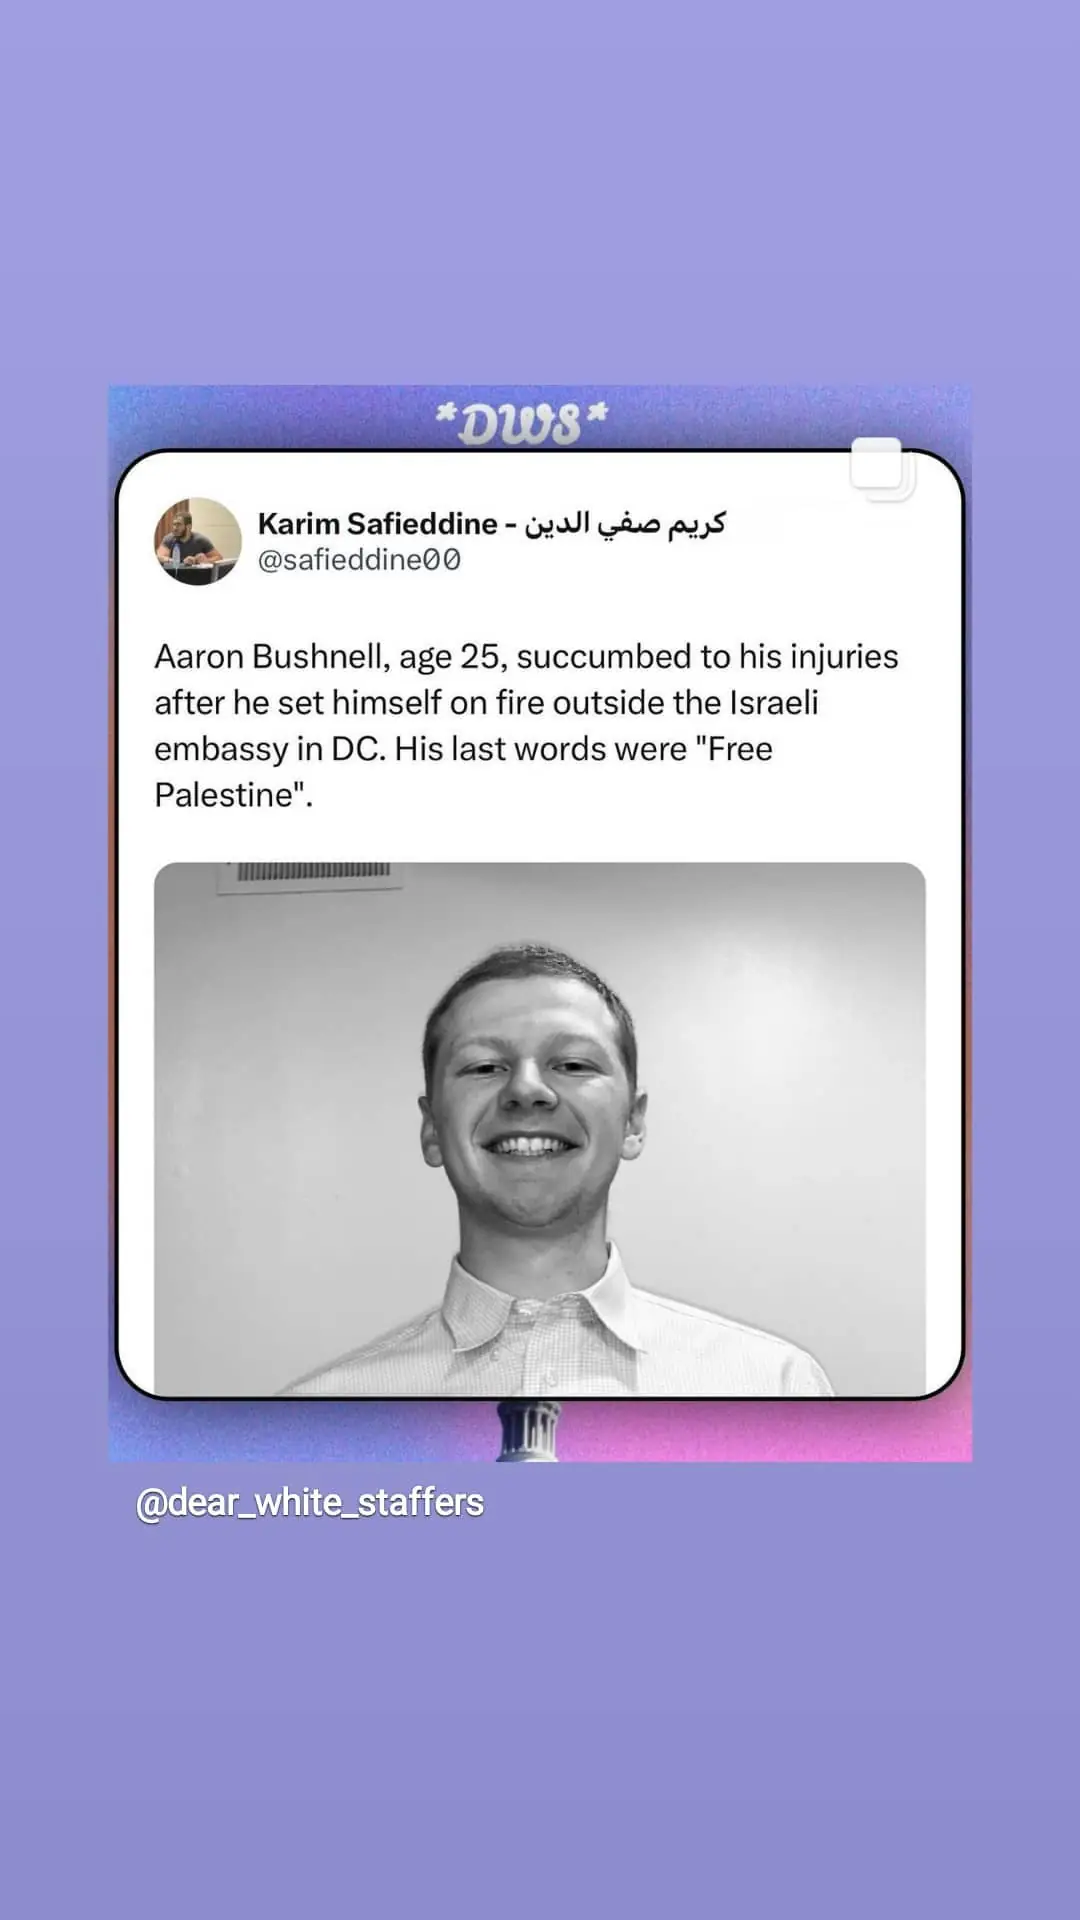 *DWS*
Karim Safieddine - كريم صفي الدين
@safieddine00
Aaron Bushnell, age 25, succumbed to his injuries
after he set himself on fire outside the Israeli
embassy in DC. His last words were "Free
Palestine".
@dear_white_staffers